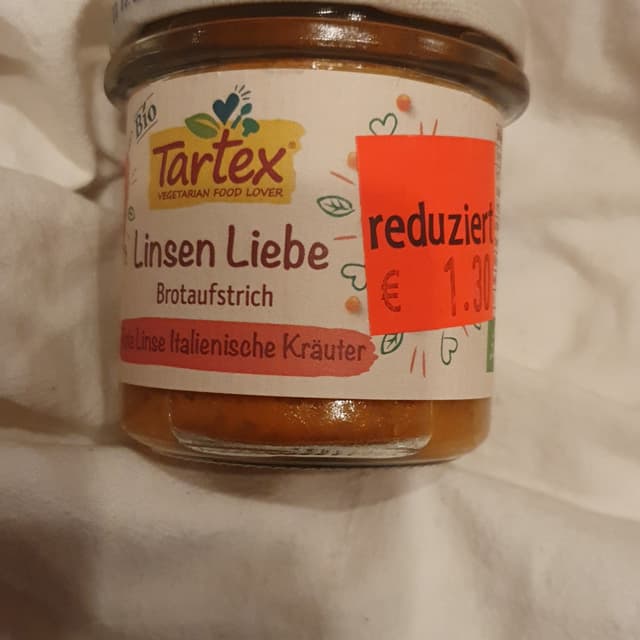 Bio
Tartex
VEGETARIAN FOOD LOVER
Linsen Liebe
Brotaufstrich
Linse Italienische Kräuter
reduziert
€ 1.30